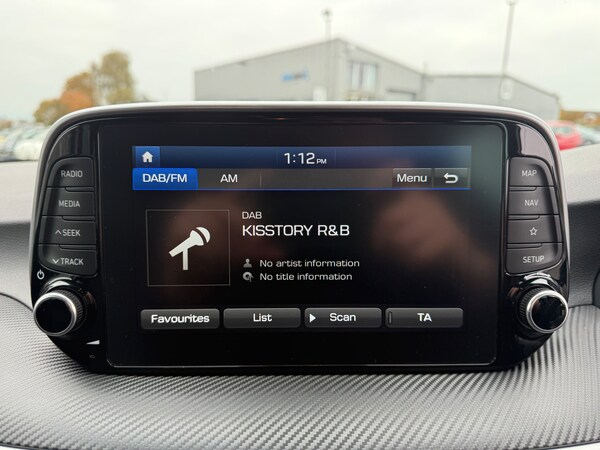 1:12 PM
DAB/FM AM Menu
DAB
KISSTORY R&B
No artist information
No title information
Favourites List Scan TA
RADIO
MEDIA
SEEK
TRACK
MAP
NAV
SETUP